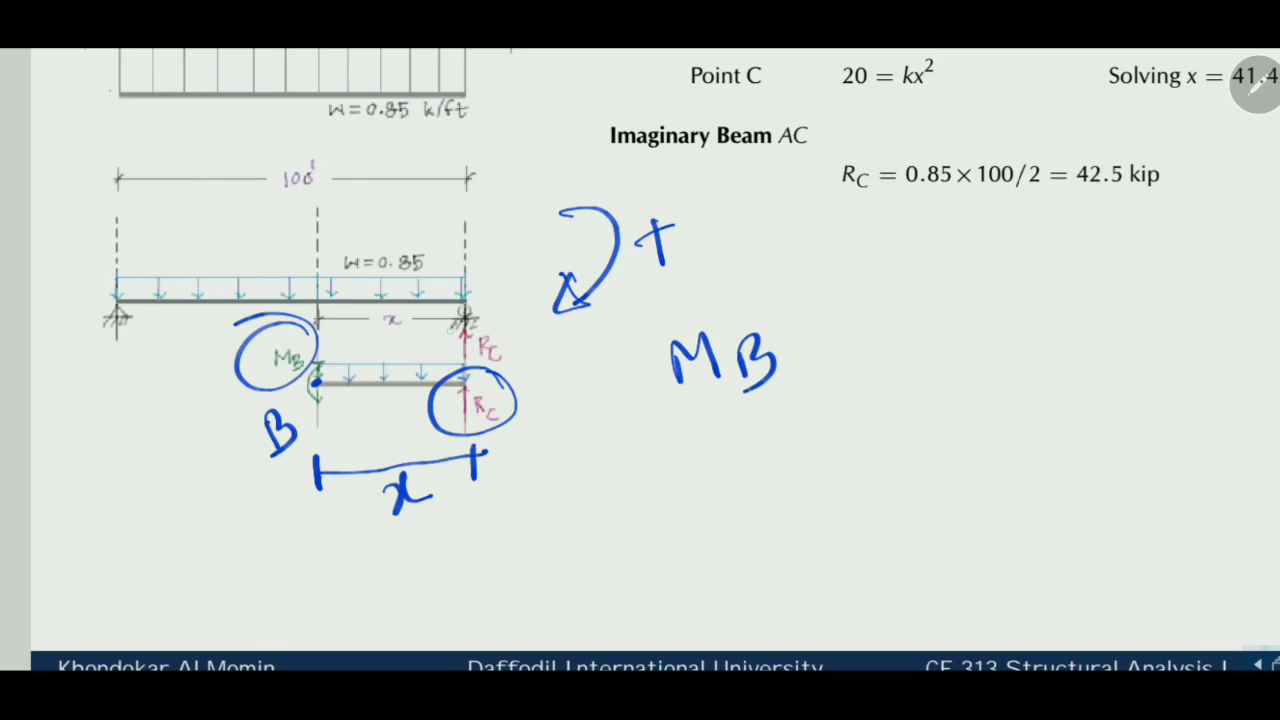 Point C 20 = kx² Solving x = 41.4
w = 0.85 k/ft
Imaginary Beam AC
100'
R_C = 0.85 × 100/2 = 42.5 kip
+
w = 0.85
x
R_C
M_B
M_B
R_C
B
x
Khondokar Al Momin Daffodil International University CE 313 Structural Analysis I